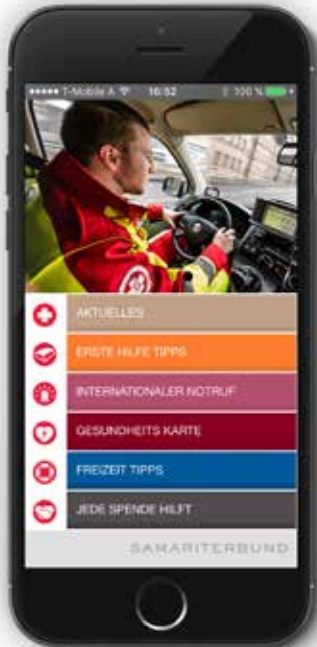 T-Mobile A 16:52 100 %
AKTUELLES
ERSTE HILFE TIPPS
INTERNATIONALER NOTRUF
GESUNDHEITS KARTE
FREIZEIT TIPPS
JEDE SPENDE HILFT
SAMARITERBUND